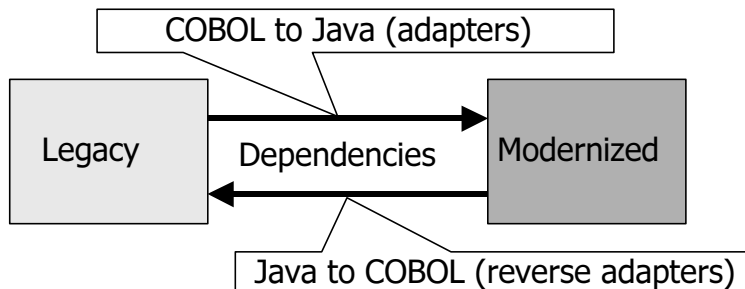 COBOL to Java (adapters)
Legacy
Dependencies
Modernized
Java to COBOL (reverse adapters)